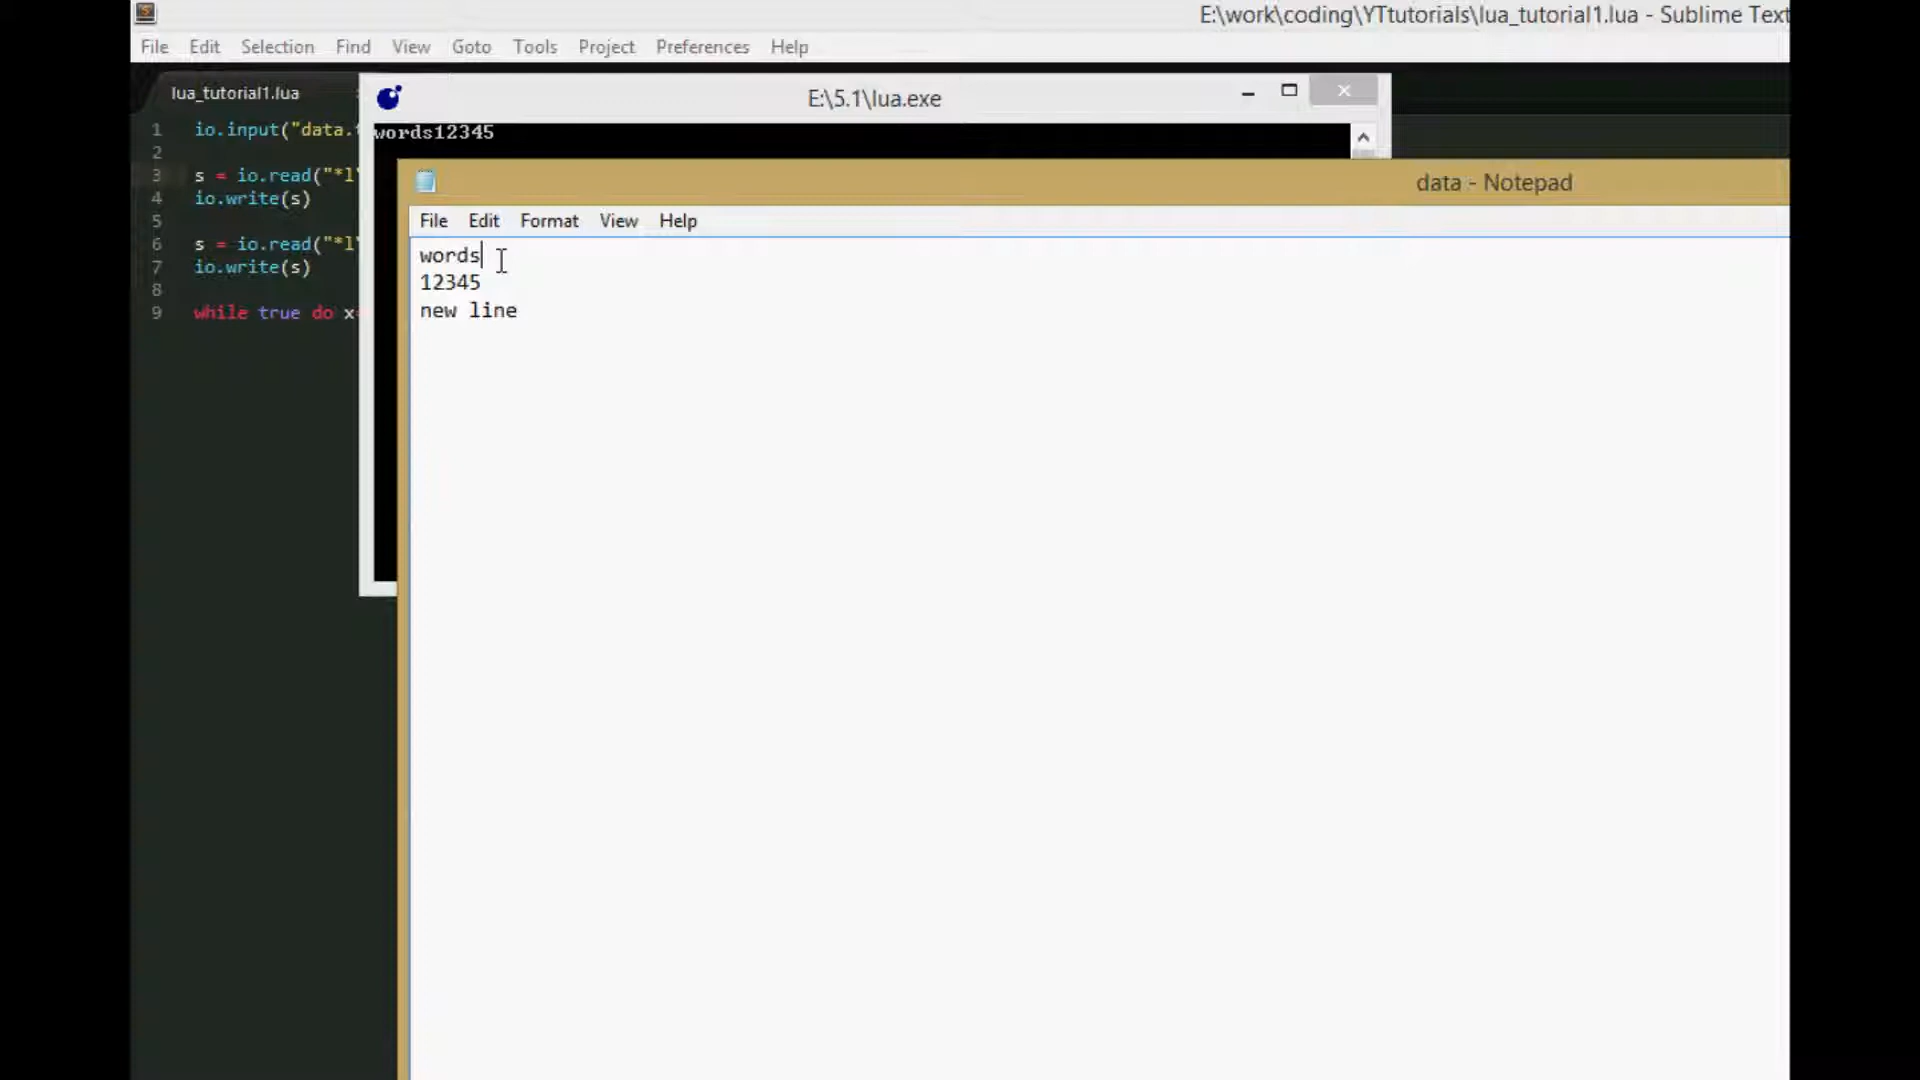 E:\work\coding\YTtutorials\lua_tutorial1.lua - Sublime Text
File Edit Selection Find View Goto Tools Project Preferences Help
lua_tutorial1.lua
E:\5.1\lua.exe
words12345
1 io.input("data.
2
3 s = io.read("*l"
4 io.write(s)
5
6 s = io.read("*l"
7 io.write(s)
8
9 while true do x
data - Notepad
File Edit Format View Help
words
12345
new line